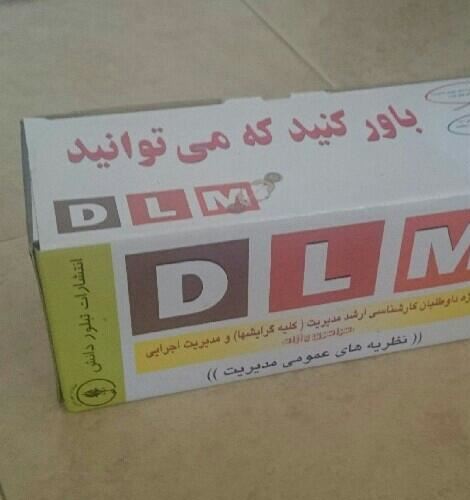 باور کنید که می توانید
DLM
DLM
داوطلبان کارشناسی ارشد مدیریت ( کلیه گرایشها) و مدیریت اجرایی
(( نظریه های عمومی مدیریت ))
انتشارات تبلور دانش